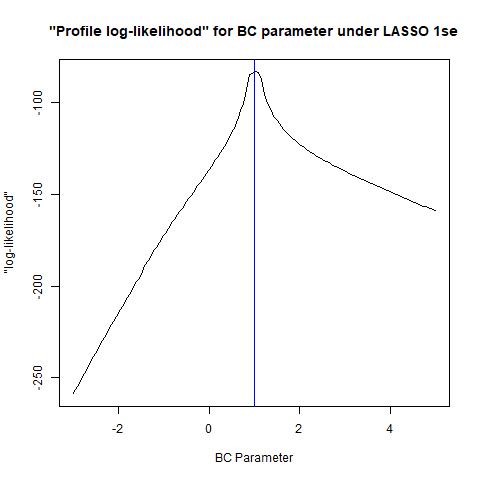 "Profile log-likelihood" for BC parameter under LASSO 1se
"log-likelihood"
-100
-150
-200
-250
-2
0
2
4
BC Parameter